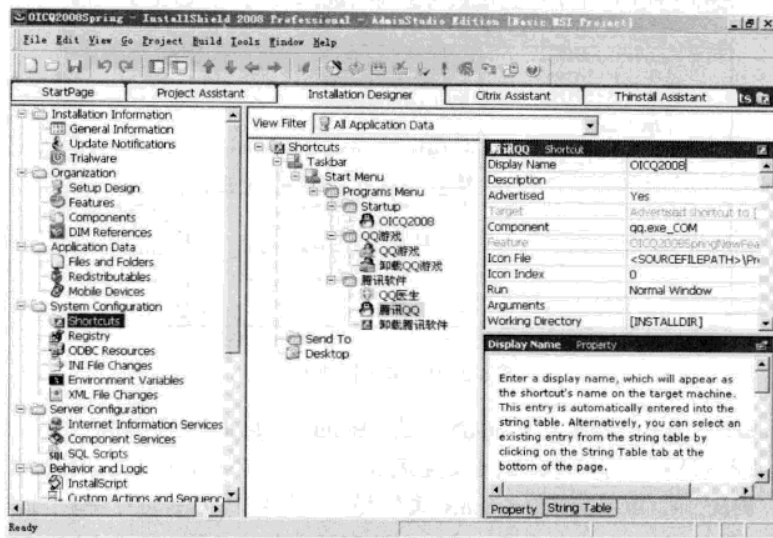 OICQ2008Spring - InstallShield 2008 Professional - AdminStudio Edition [Basic MSI Project]
File Edit View Go Project Build Tools Window Help
StartPage
Project Assistant
Installation Designer
Citrix Assistant
Thinstall Assistant
ts
Installation Information
General Information
Update Notifications
Trialware
Organization
Setup Design
Features
Components
DIM References
Application Data
Files and Folders
Redistributables
Mobile Devices
System Configuration
Shortcuts
Registry
ODBC Resources
INI File Changes
Environment Variables
XML File Changes
Server Configuration
Internet Information Services
Component Services
SQL SQL Scripts
Behavior and Logic
InstallScript
Custom Actions and Sequenc
View Filter All Application Data
Shortcuts
Taskbar
Start Menu
Programs Menu
Startup
OICQ2008
QQ游戏
QQ游戏
卸载QQ游戏
腾讯软件
QQ医生
腾讯QQ
卸载腾讯软件
Send To
Desktop
腾讯QQ Shortcut
Display Name OICQ2008
Description
Advertised Yes
Target Advertised shortcut to [
Component qq.exe_COM
Feature OICQ2008SpringNewFea
Icon File <SOURCEFILEPATH>\Pr
Icon Index 0
Run Normal Window
Arguments
Working Directory [INSTALLDIR]
Display Name Property
Enter a display name, which will appear as
the shortcut's name on the target machine.
This entry is automatically entered into the
string table. Alternatively, you can select an
existing entry from the string table by
clicking on the String Table tab at the
bottom of the page.
Property String Table
Ready